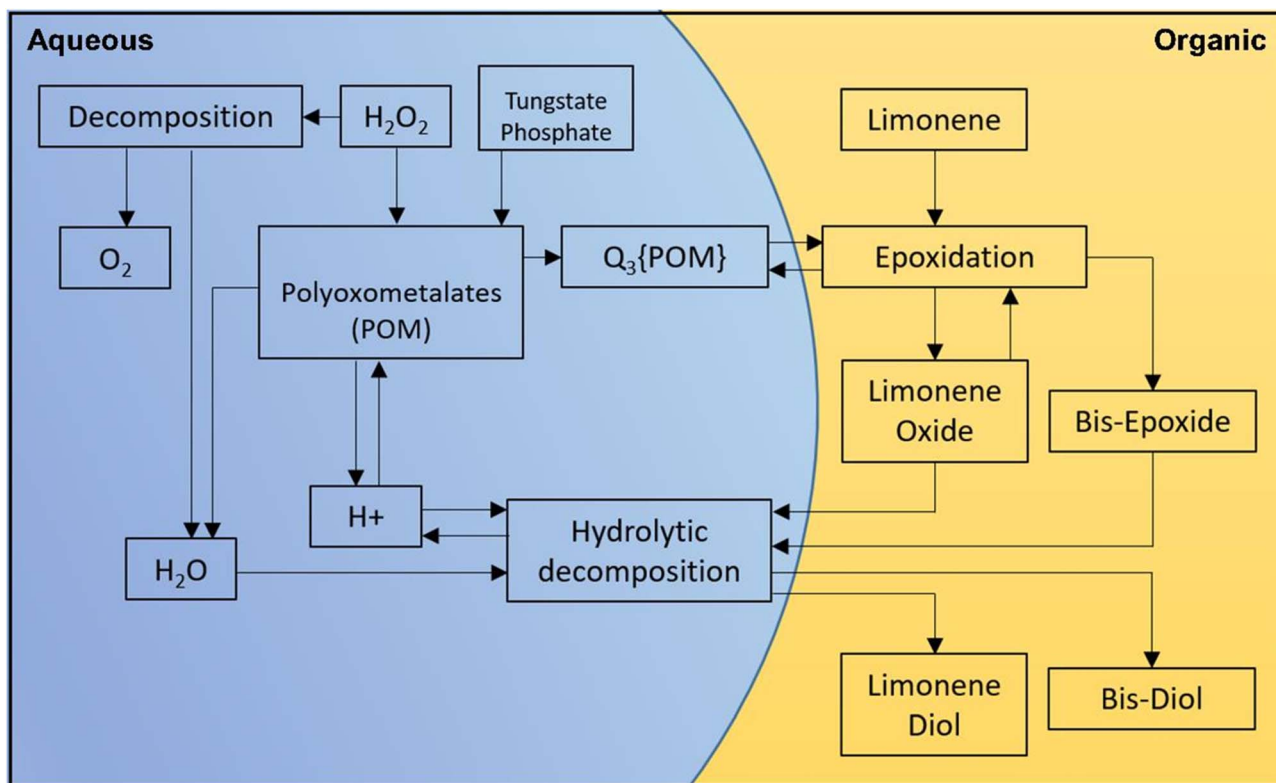 Aqueous
Organic
Decomposition
H₂O₂
Tungstate
Phosphate
Limonene
O₂
Polyoxometalates
(POM)
Q₃{POM}
Epoxidation
Limonene
Oxide
Bis-Epoxide
H+
H₂O
Hydrolytic
decomposition
Limonene
Diol
Bis-Diol